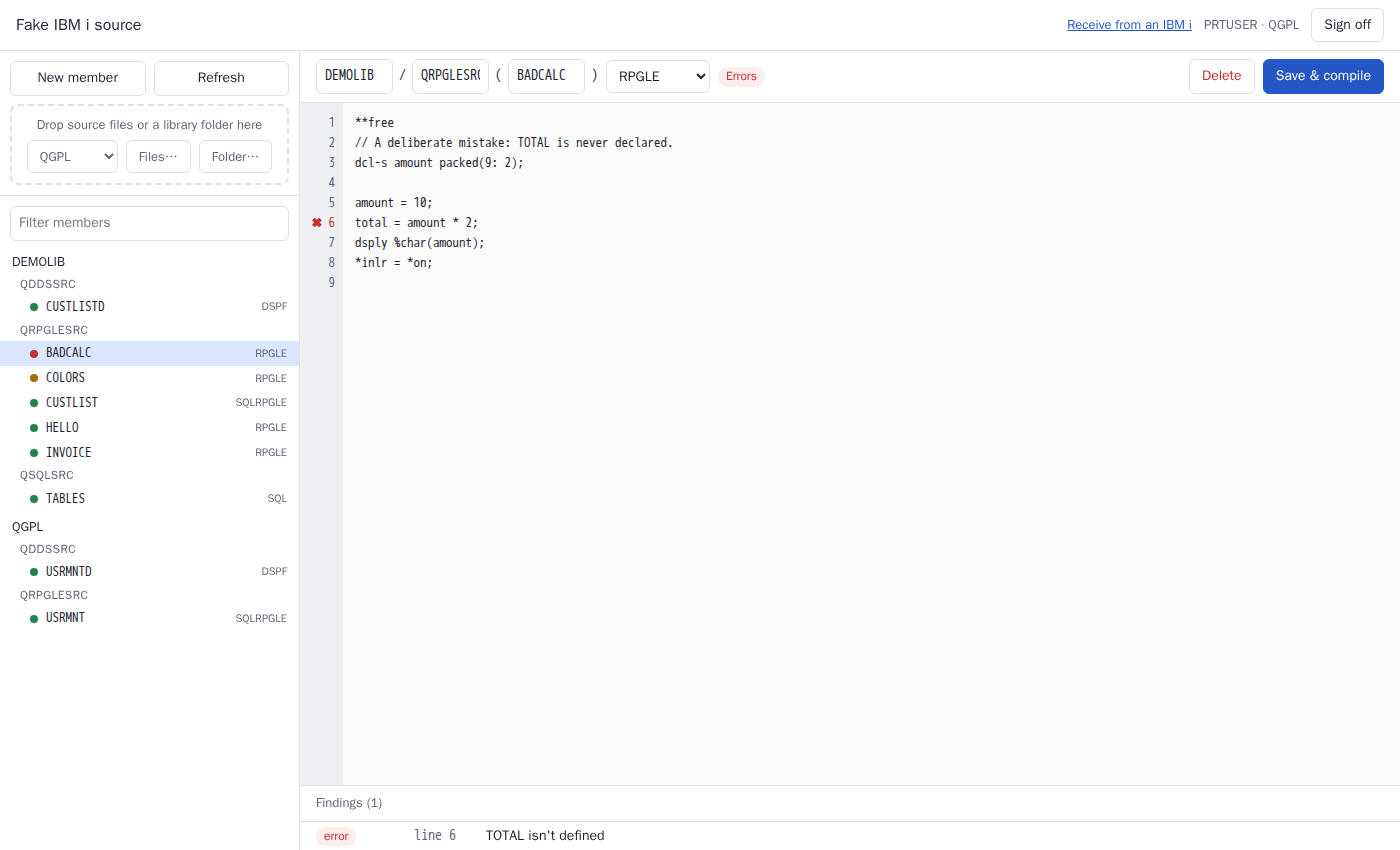 Fake IBM i source
Receive from an IBM i PRTUSER · QGPL Sign off
New member Refresh
Drop source files or a library folder here
QGPL Files··· Folder···
Filter members
DEMOLIB
QDDSSRC
CUSTLISTD DSPF
QRPGLESRC
BADCALC RPGLE
COLORS RPGLE
CUSTLIST SQLRPGLE
HELLO RPGLE
INVOICE RPGLE
QSQLSRC
TABLES SQL
QGPL
QDDSSRC
USRMNTD DSPF
QRPGLESRC
USRMNT SQLRPGLE
DEMOLIB / QRPGLESRC ( BADCALC ) RPGLE Errors Delete Save & compile
1 **free
2 // A deliberate mistake: TOTAL is never declared.
3 dcl-s amount packed(9: 2);
4
5 amount = 10;
✖ 6 total = amount * 2;
7 dsply %char(amount);
8 *inlr = *on;
9
Findings (1)
error line 6 TOTAL isn't defined